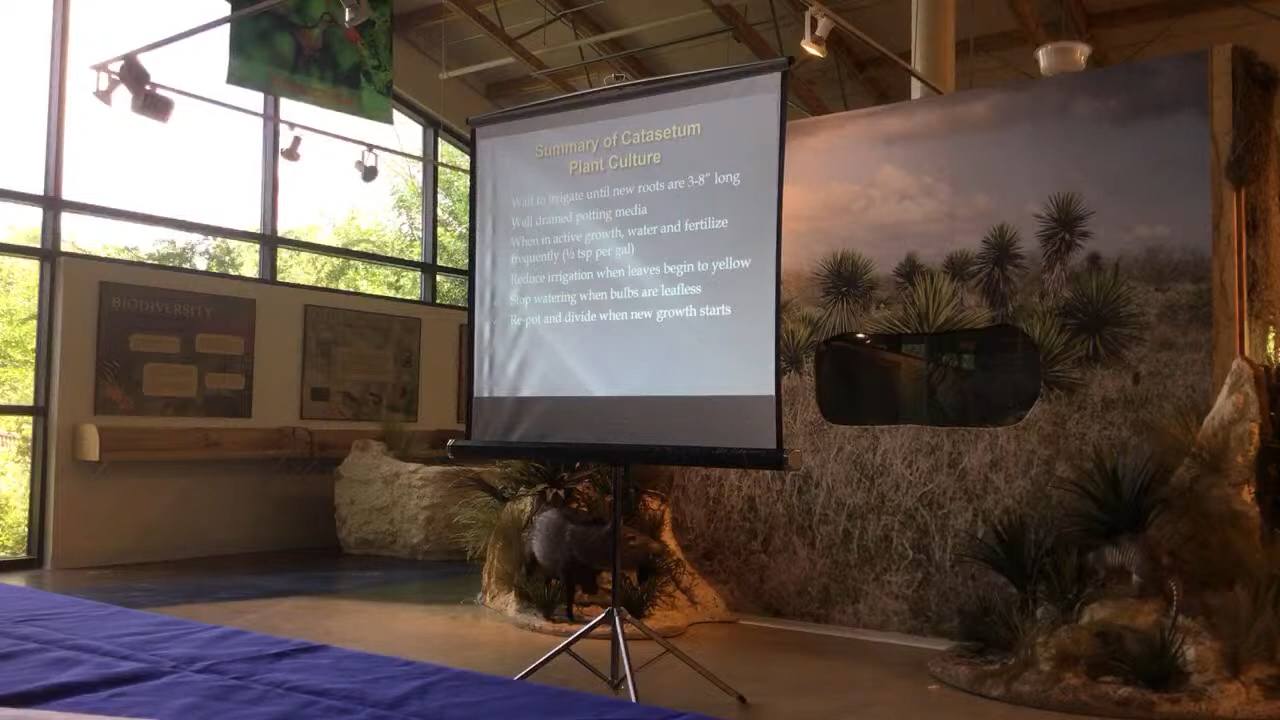 Summary of Catasetum
Plant Culture
Wait to irrigate until new roots are 3-8" long
Well drained potting media
When in active growth, water and fertilize
frequently (½ tsp per gal)
Reduce irrigation when leaves begin to yellow
Stop watering when bulbs are leafless
Re-pot and divide when new growth starts
BIODIVERSITY